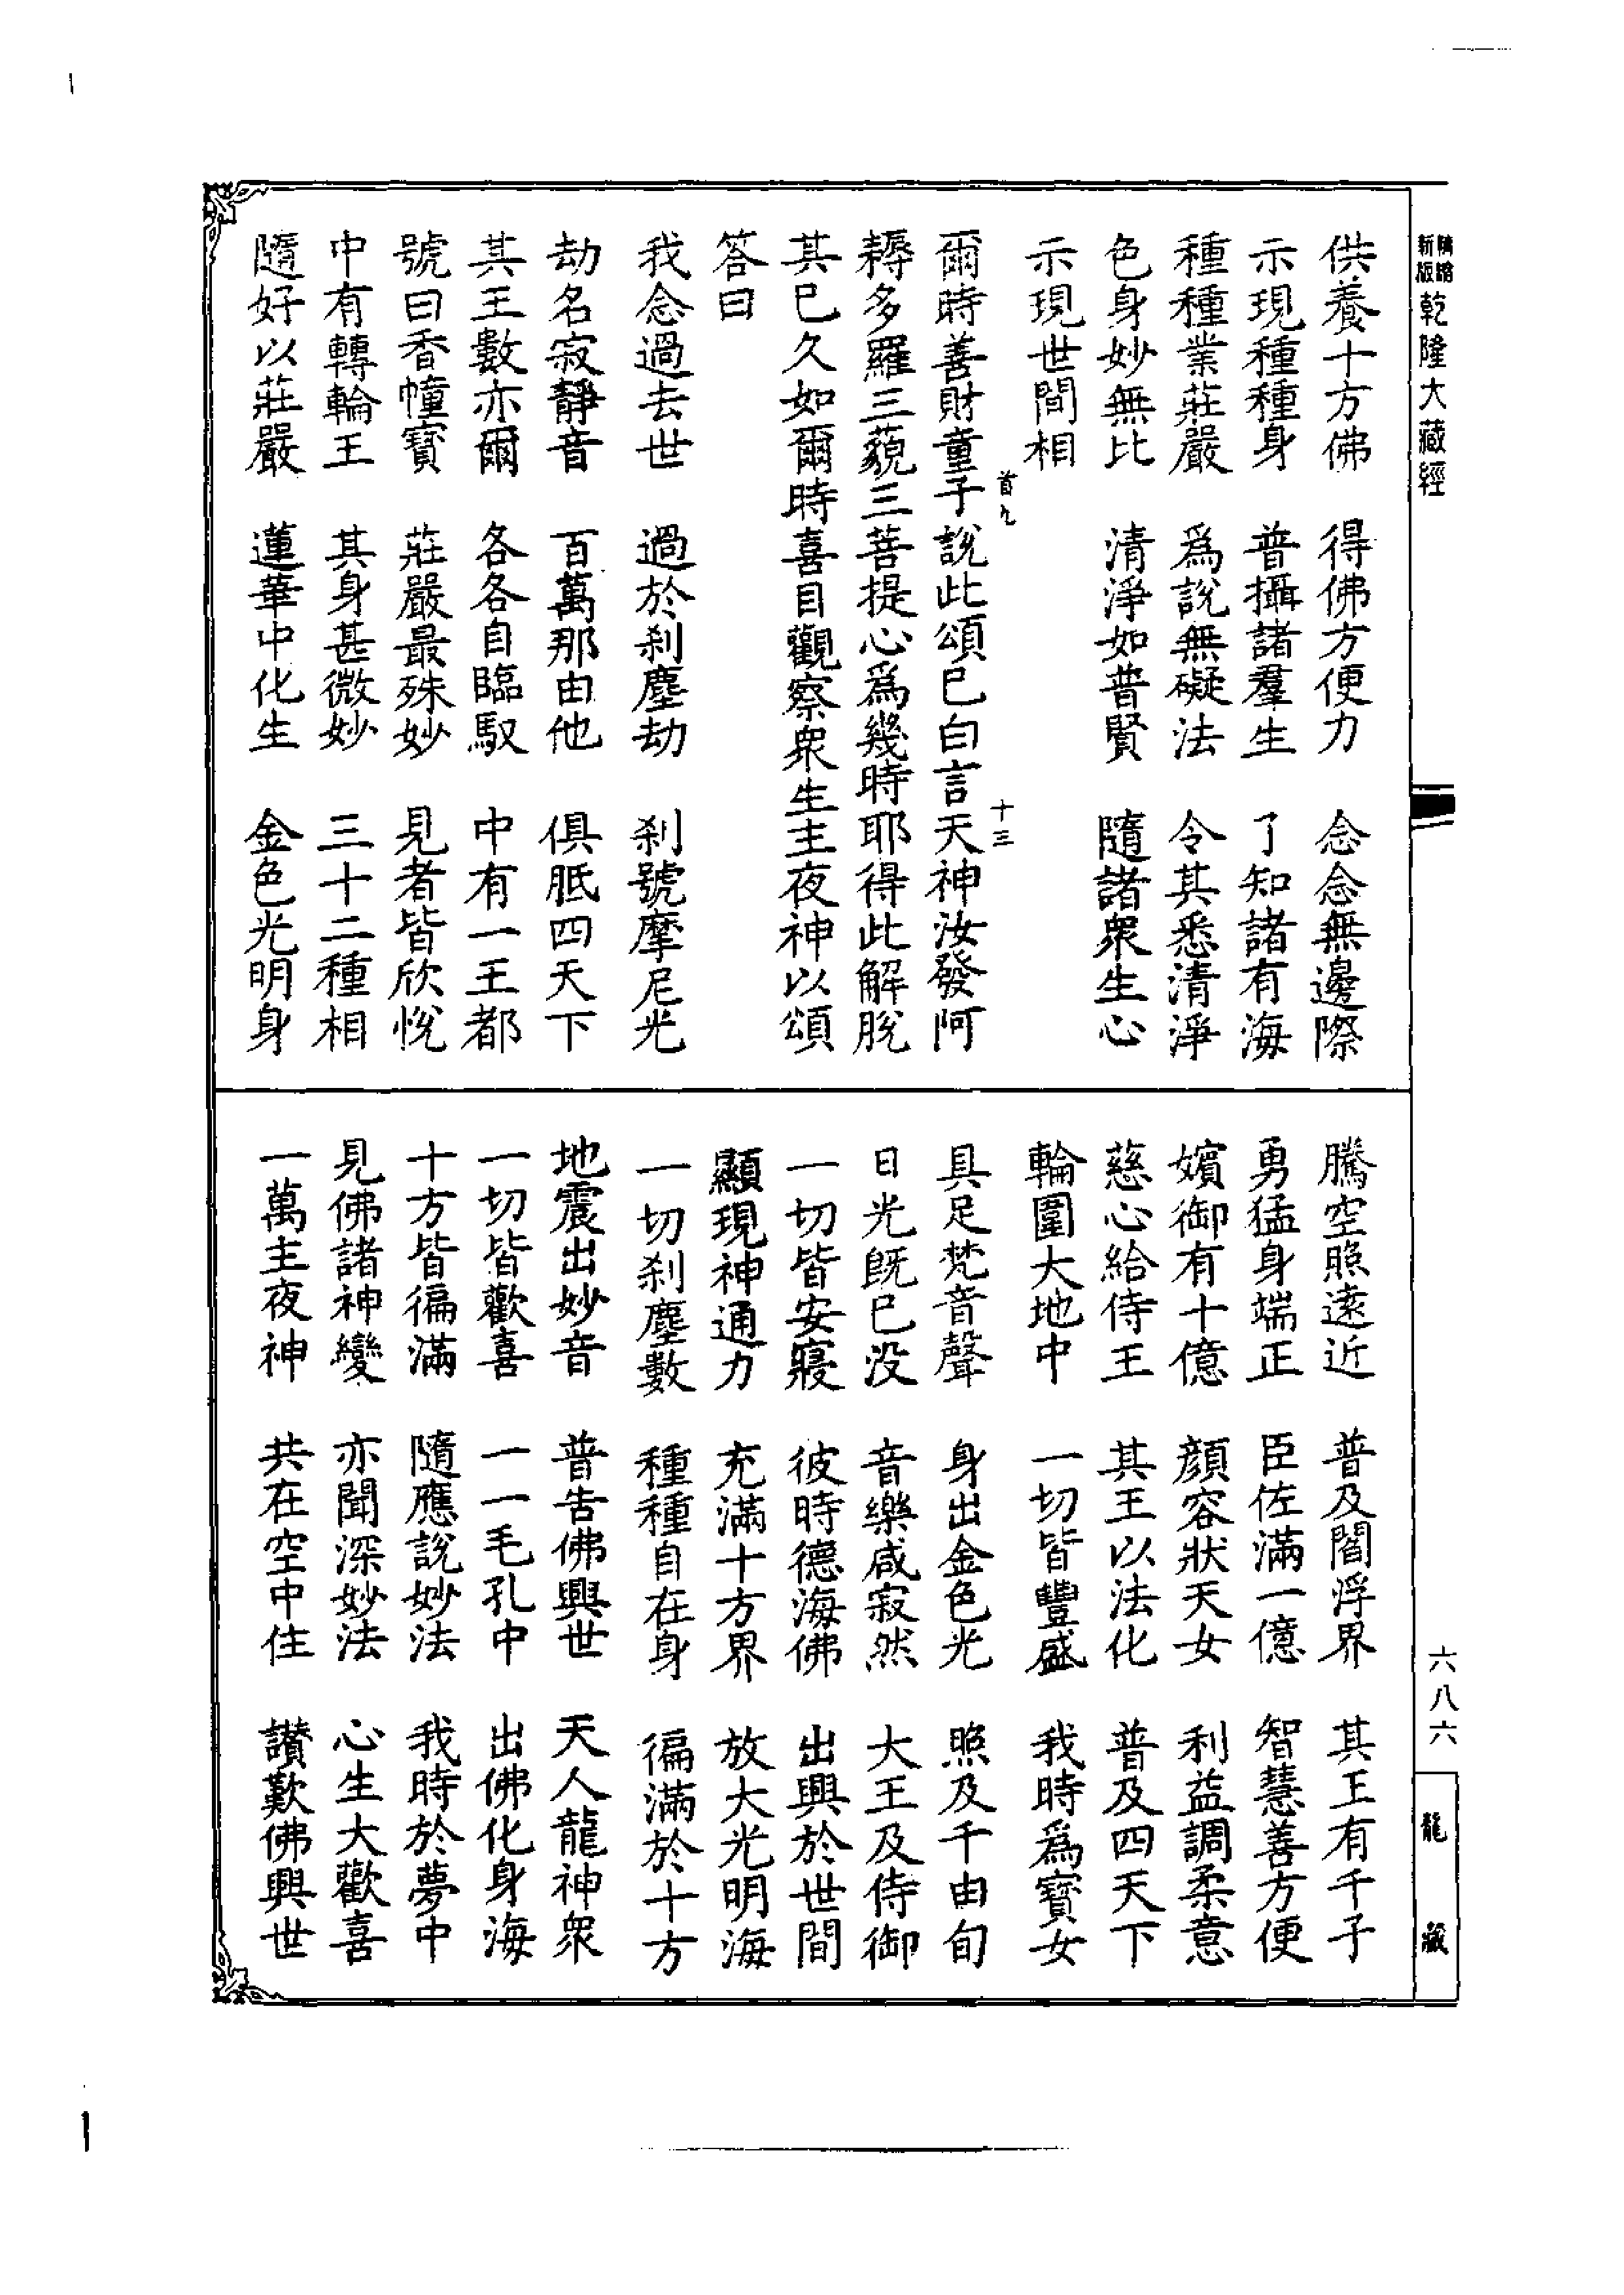 新版
精縮
乾隆大藏經
供養十方佛　得佛方便力　念念無邊際
示現種種身　普攝諸羣生　了知諸有海
種種業莊嚴　爲說無礙法　令其悉清淨
色身妙無比　清淨如普賢　隨諸衆生心
示現世間相
首九　十三
爾時善財童子說此頌已白言天神汝發阿
耨多羅三藐三菩提心爲幾時耶得此解脫
其已久如爾時喜目觀察衆生主夜神以頌
答曰
我念過去世　過於刹塵劫　刹號摩尼光
劫名寂靜音　百萬那由他　俱胝四天下
其王數亦爾　各各自臨馭　中有一王都
號曰香幢寶　莊嚴最殊妙　見者皆欣悅
中有轉輪王　其身甚微妙　三十二種相
隨好以莊嚴　蓮華中化生　金色光明身
騰空照遠近　普及閻浮界　其王有千子
勇猛身端正　臣佐滿一億　智慧善方便
嬪御有十億　顏容狀天女　利益調柔意
慈心給侍王　其王以法化　普及四天下
輪圍大地中　一切皆豐盛　我時爲寶女
具足梵音聲　身出金色光　照及千由旬
日光既已没　音樂咸寂然　大王及侍御
一切皆安寢　彼時德海佛　出興於世間
顯現神通力　充滿十方界　放大光明海
一切刹塵數　種種自在身　徧滿於十方
地震出妙音　普告佛興世　天人龍神衆
一切皆歡喜　一一毛孔中　出佛化身海
十方皆徧滿　隨應說妙法　我時於夢中
見佛諸神變　亦聞深妙法　心生大歡喜
一萬主夜神　共在空中住　讚歎佛興世
六八六
龍藏